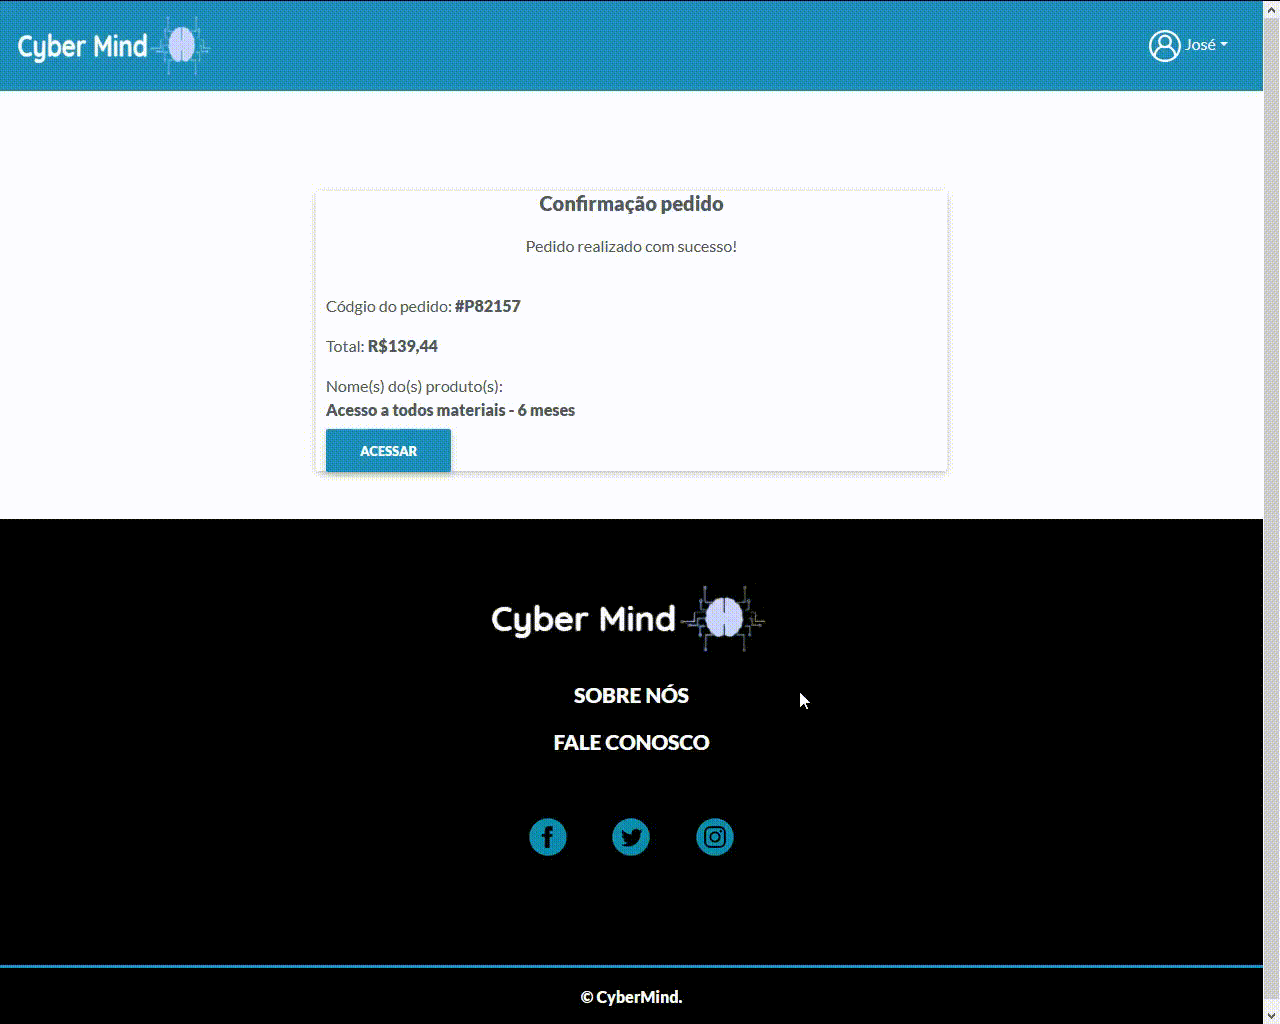 Cyber Mind
José
Confirmação pedido
Pedido realizado com sucesso!
Códgio do pedido: #P82157
Total: R$139,44
Nome(s) do(s) produto(s):
Acesso a todos materiais - 6 meses
ACESSAR
Cyber Mind
SOBRE NÓS
FALE CONOSCO
© CyberMind.